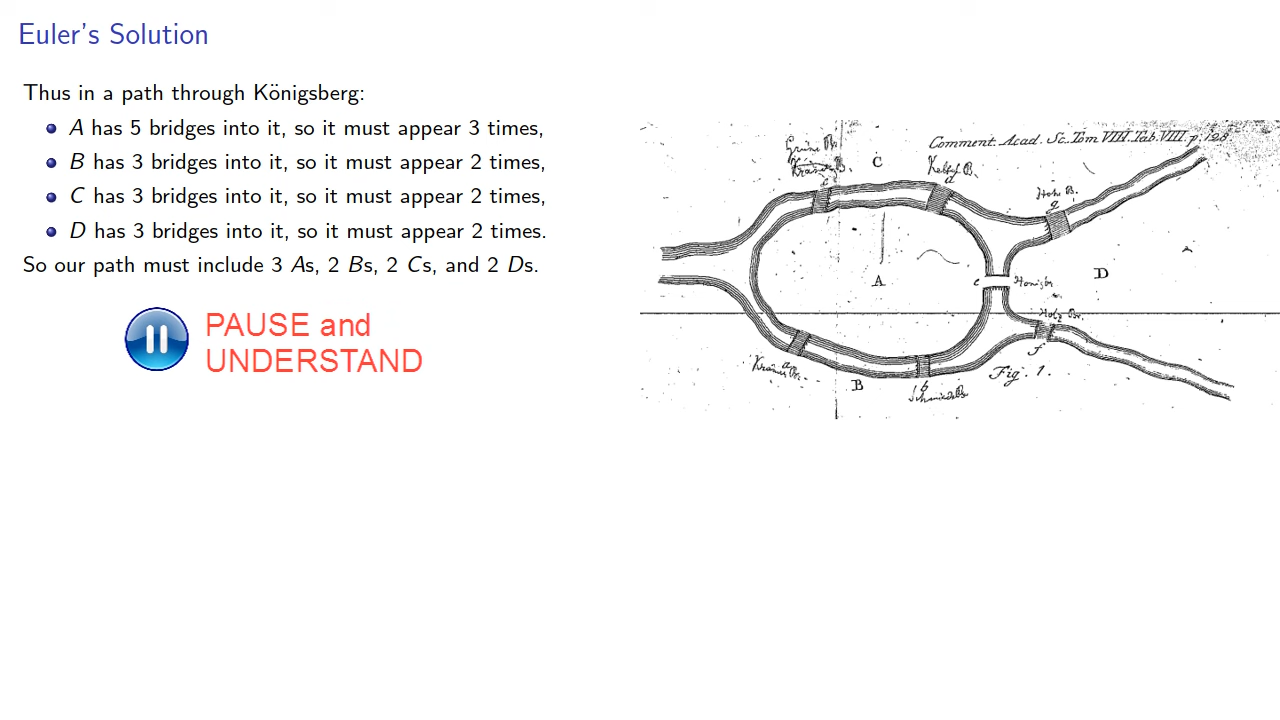 Euler's Solution
Thus in a path through Königsberg:
A has 5 bridges into it, so it must appear 3 times,
B has 3 bridges into it, so it must appear 2 times,
C has 3 bridges into it, so it must appear 2 times,
D has 3 bridges into it, so it must appear 2 times.
So our path must include 3 As, 2 Bs, 2 Cs, and 2 Ds.
PAUSE and
UNDERSTAND
Comment. Acad. Sc. Tom. VIII. Tab. VIII. p. 128.
C
c
d
g
A
e
D
a
f
B
b
Fig. 1.